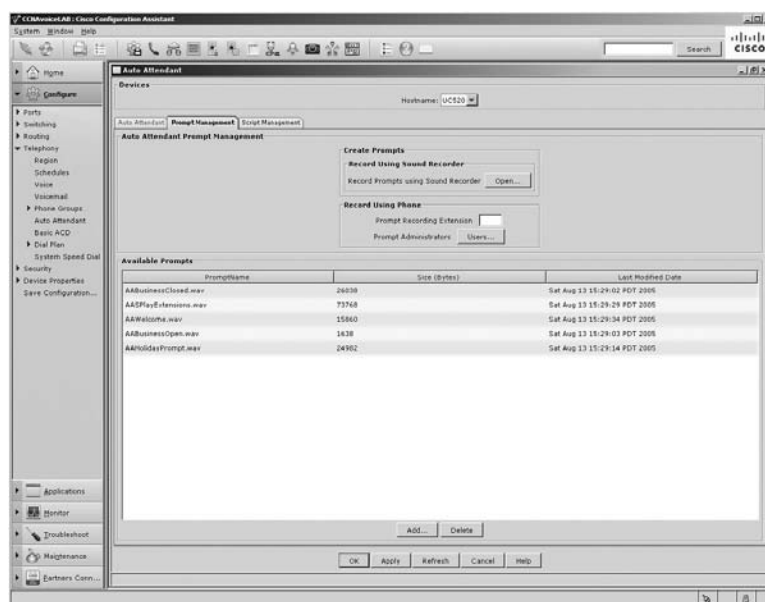 CCNAvoiceLAB : Cisco Configuration Assistant
System Window Help
Search
CISCO
Home
Configure
Ports
Switching
Routing
Telephony
Region
Schedules
Voice
Voicemail
Phone Groups
Auto Attendant
Basic ACD
Dial Plan
System Speed Dial
Security
Device Properties
Save Configuration...
Applications
Monitor
Troubleshoot
Maintenance
Partners Conn...
Auto Attendant
Devices
Hostname: UC520
Auto Attendant Prompt Management Script Management
Auto Attendant Prompt Management
Create Prompts
Record Using Sound Recorder
Record Prompts using Sound Recorder Open...
Record Using Phone
Prompt Recording Extension
Prompt Administrators Users...
Available Prompts
PromptName Size (Bytes) Last Modified Date
AABusinessClosed.wav 26038 Sat Aug 13 15:29:02 PDT 2005
AASPlayExtensions.wav 73768 Sat Aug 13 15:29:29 PDT 2005
AAWelcome.wav 15860 Sat Aug 13 15:29:34 PDT 2005
AABusinessOpen.wav 1638 Sat Aug 13 15:29:03 PDT 2005
AAHolidayPrompt.wav 24982 Sat Aug 13 15:29:14 PDT 2005
Add... Delete
OK Apply Refresh Cancel Help